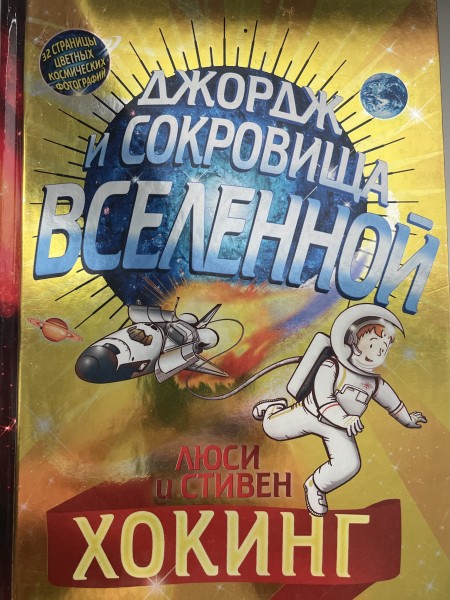 32 СТРАНИЦЫ
ЦВЕТНЫХ
КОСМИЧЕСКИХ
ФОТОГРАФИЙ
ДЖОРДЖ
И СОКРОВИЩА
ВСЕЛЕННОЙ
ЛЮСИ
и СТИВЕН
ХОКИНГ